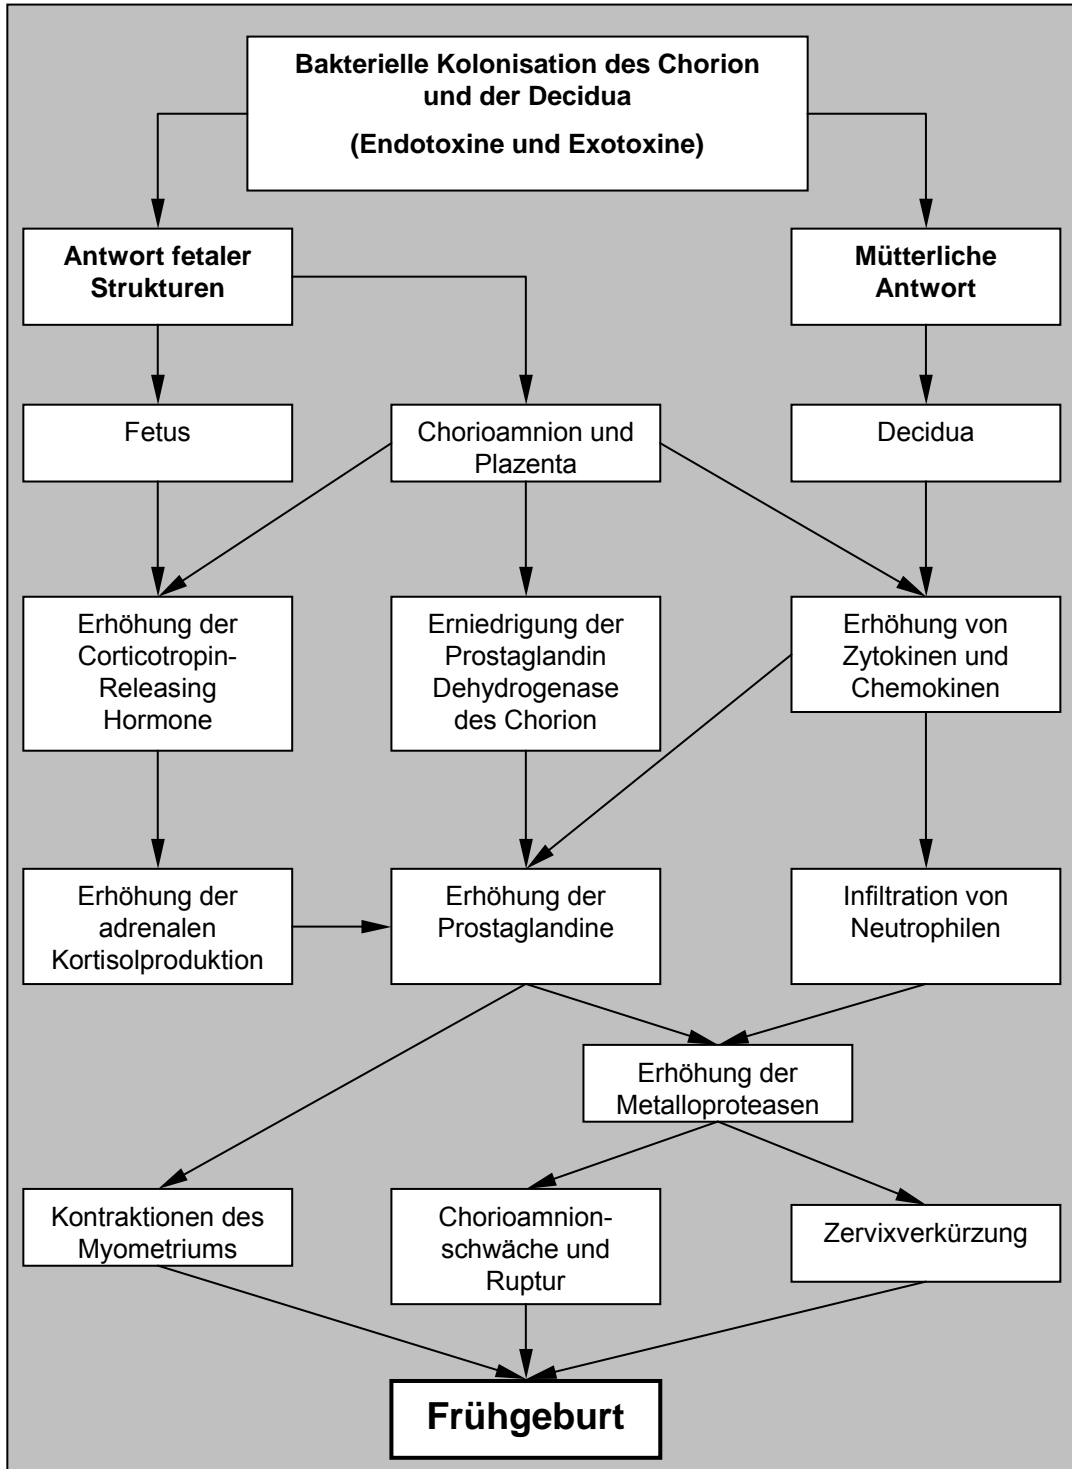 Bakterielle Kolonisation des Chorion
und der Decidua
(Endotoxine und Exotoxine)
Antwort fetaler
Strukturen
Mütterliche
Antwort
Fetus
Chorioamnion und
Plazenta
Decidua
Erhöhung der
Corticotropin-
Releasing
Hormone
Erniedrigung der
Prostaglandin
Dehydrogenase
des Chorion
Erhöhung von
Zytokinen und
Chemokinen
Erhöhung der
adrenalen
Kortisolproduktion
Erhöhung der
Prostaglandine
Infiltration von
Neutrophilen
Erhöhung der
Metalloproteasen
Kontraktionen des
Myometriums
Chorioamnion-
schwäche und
Ruptur
Zervixverkürzung
Frühgeburt